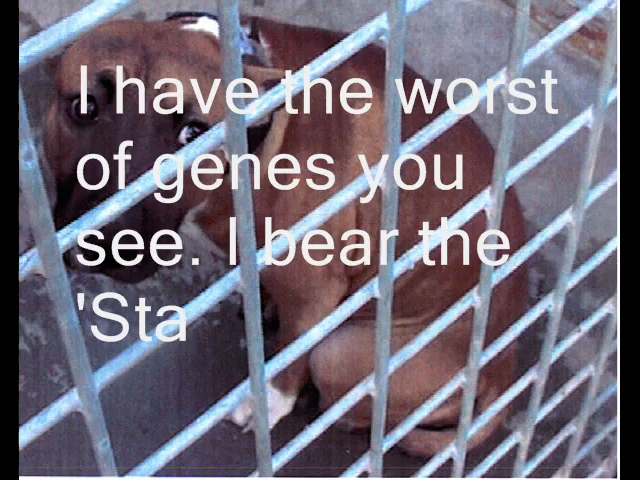 I have the worst
of genes you
see. I bear the
'Sta